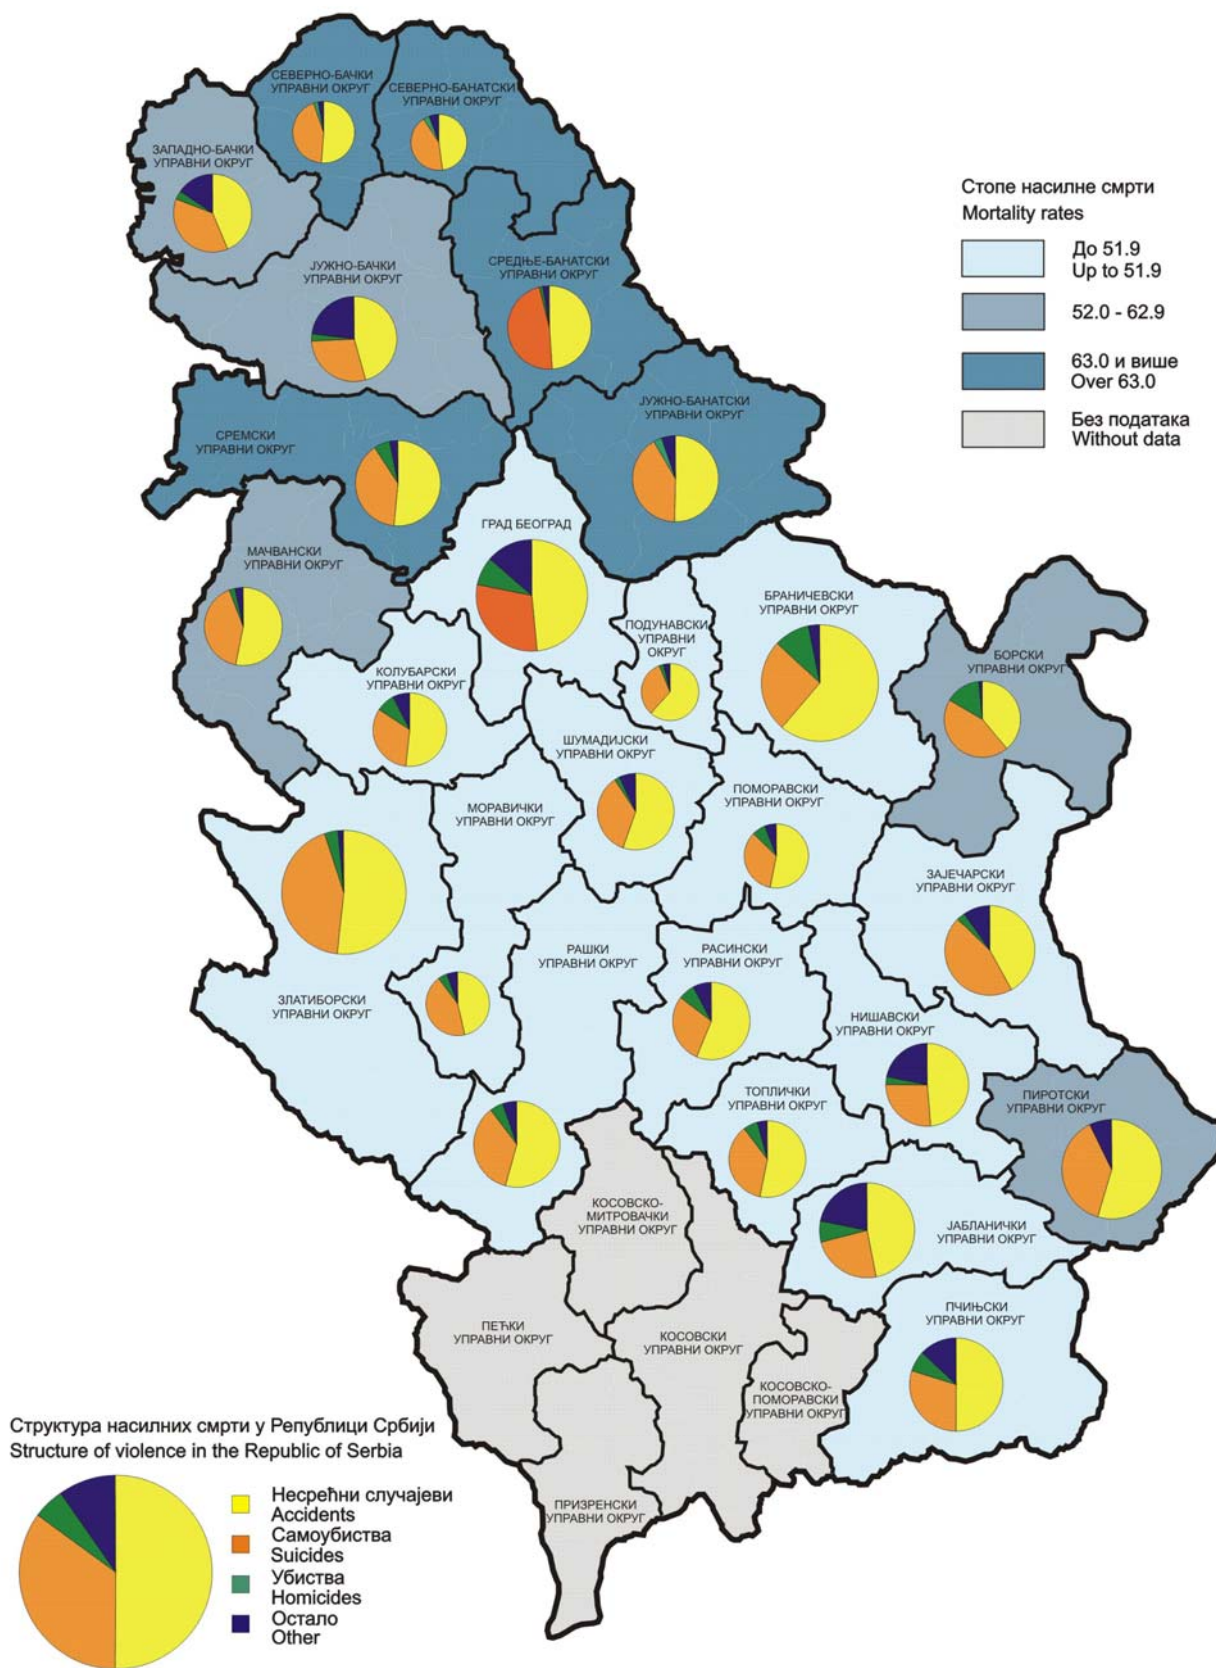 СЕВЕРНО-БАЧКИ
УПРАВНИ ОКРУГ
СЕВЕРНО-БАНАТСКИ
УПРАВНИ ОКРУГ
ЗАПАДНО-БАЧКИ
УПРАВНИ ОКРУГ
ЈУЖНО-БАЧКИ
УПРАВНИ ОКРУГ
СРЕДЊЕ-БАНАТСКИ
УПРАВНИ ОКРУГ
Стопе насилне смрти
Mortality rates
До 51.9
Up to 51.9
52.0 - 62.9
63.0 и више
Over 63.0
Без података
Without data
ЈУЖНО-БАНАТСКИ
УПРАВНИ ОКРУГ
СРЕМСКИ
УПРАВНИ ОКРУГ
ГРАД БЕОГРАД
МАЧВАНСКИ
УПРАВНИ ОКРУГ
БРАНИЧЕВСКИ
УПРАВНИ ОКРУГ
ПОДУНАВСКИ
УПРАВНИ
ОКРУГ
БОРСКИ
УПРАВНИ ОКРУГ
КОЛУБАРСКИ
УПРАВНИ ОКРУГ
ШУМАДИЈСКИ
УПРАВНИ ОКРУГ
ПОМОРАВСКИ
УПРАВНИ ОКРУГ
МОРАВИЧКИ
УПРАВНИ ОКРУГ
ЗАЈЕЧАРСКИ
УПРАВНИ ОКРУГ
РАШКИ
УПРАВНИ ОКРУГ
РАСИНСКИ
УПРАВНИ ОКРУГ
ЗЛАТИБОРСКИ
УПРАВНИ ОКРУГ
НИШАВСКИ
УПРАВНИ ОКРУГ
ТОПЛИЧКИ
УПРАВНИ ОКРУГ
ПИРОТСКИ
УПРАВНИ ОКРУГ
КОСОВСКО-
МИТРОВАЧКИ
УПРАВНИ ОКРУГ
ЈАБЛАНИЧКИ
УПРАВНИ ОКРУГ
ПЧИЊСКИ
УПРАВНИ ОКРУГ
ПЕЋКИ
УПРАВНИ ОКРУГ
КОСОВСКИ
УПРАВНИ ОКРУГ
КОСОВСКО-
ПОМОРАВСКИ
УПРАВНИ ОКРУГ
ПРИЗРЕНСКИ
УПРАВНИ ОКРУГ
Структура насилних смрти у Републици Србији
Structure of violence in the Republic of Serbia
Несрећни случајеви
Accidents
Самоубиства
Suicides
Убиства
Homicides
Остало
Other